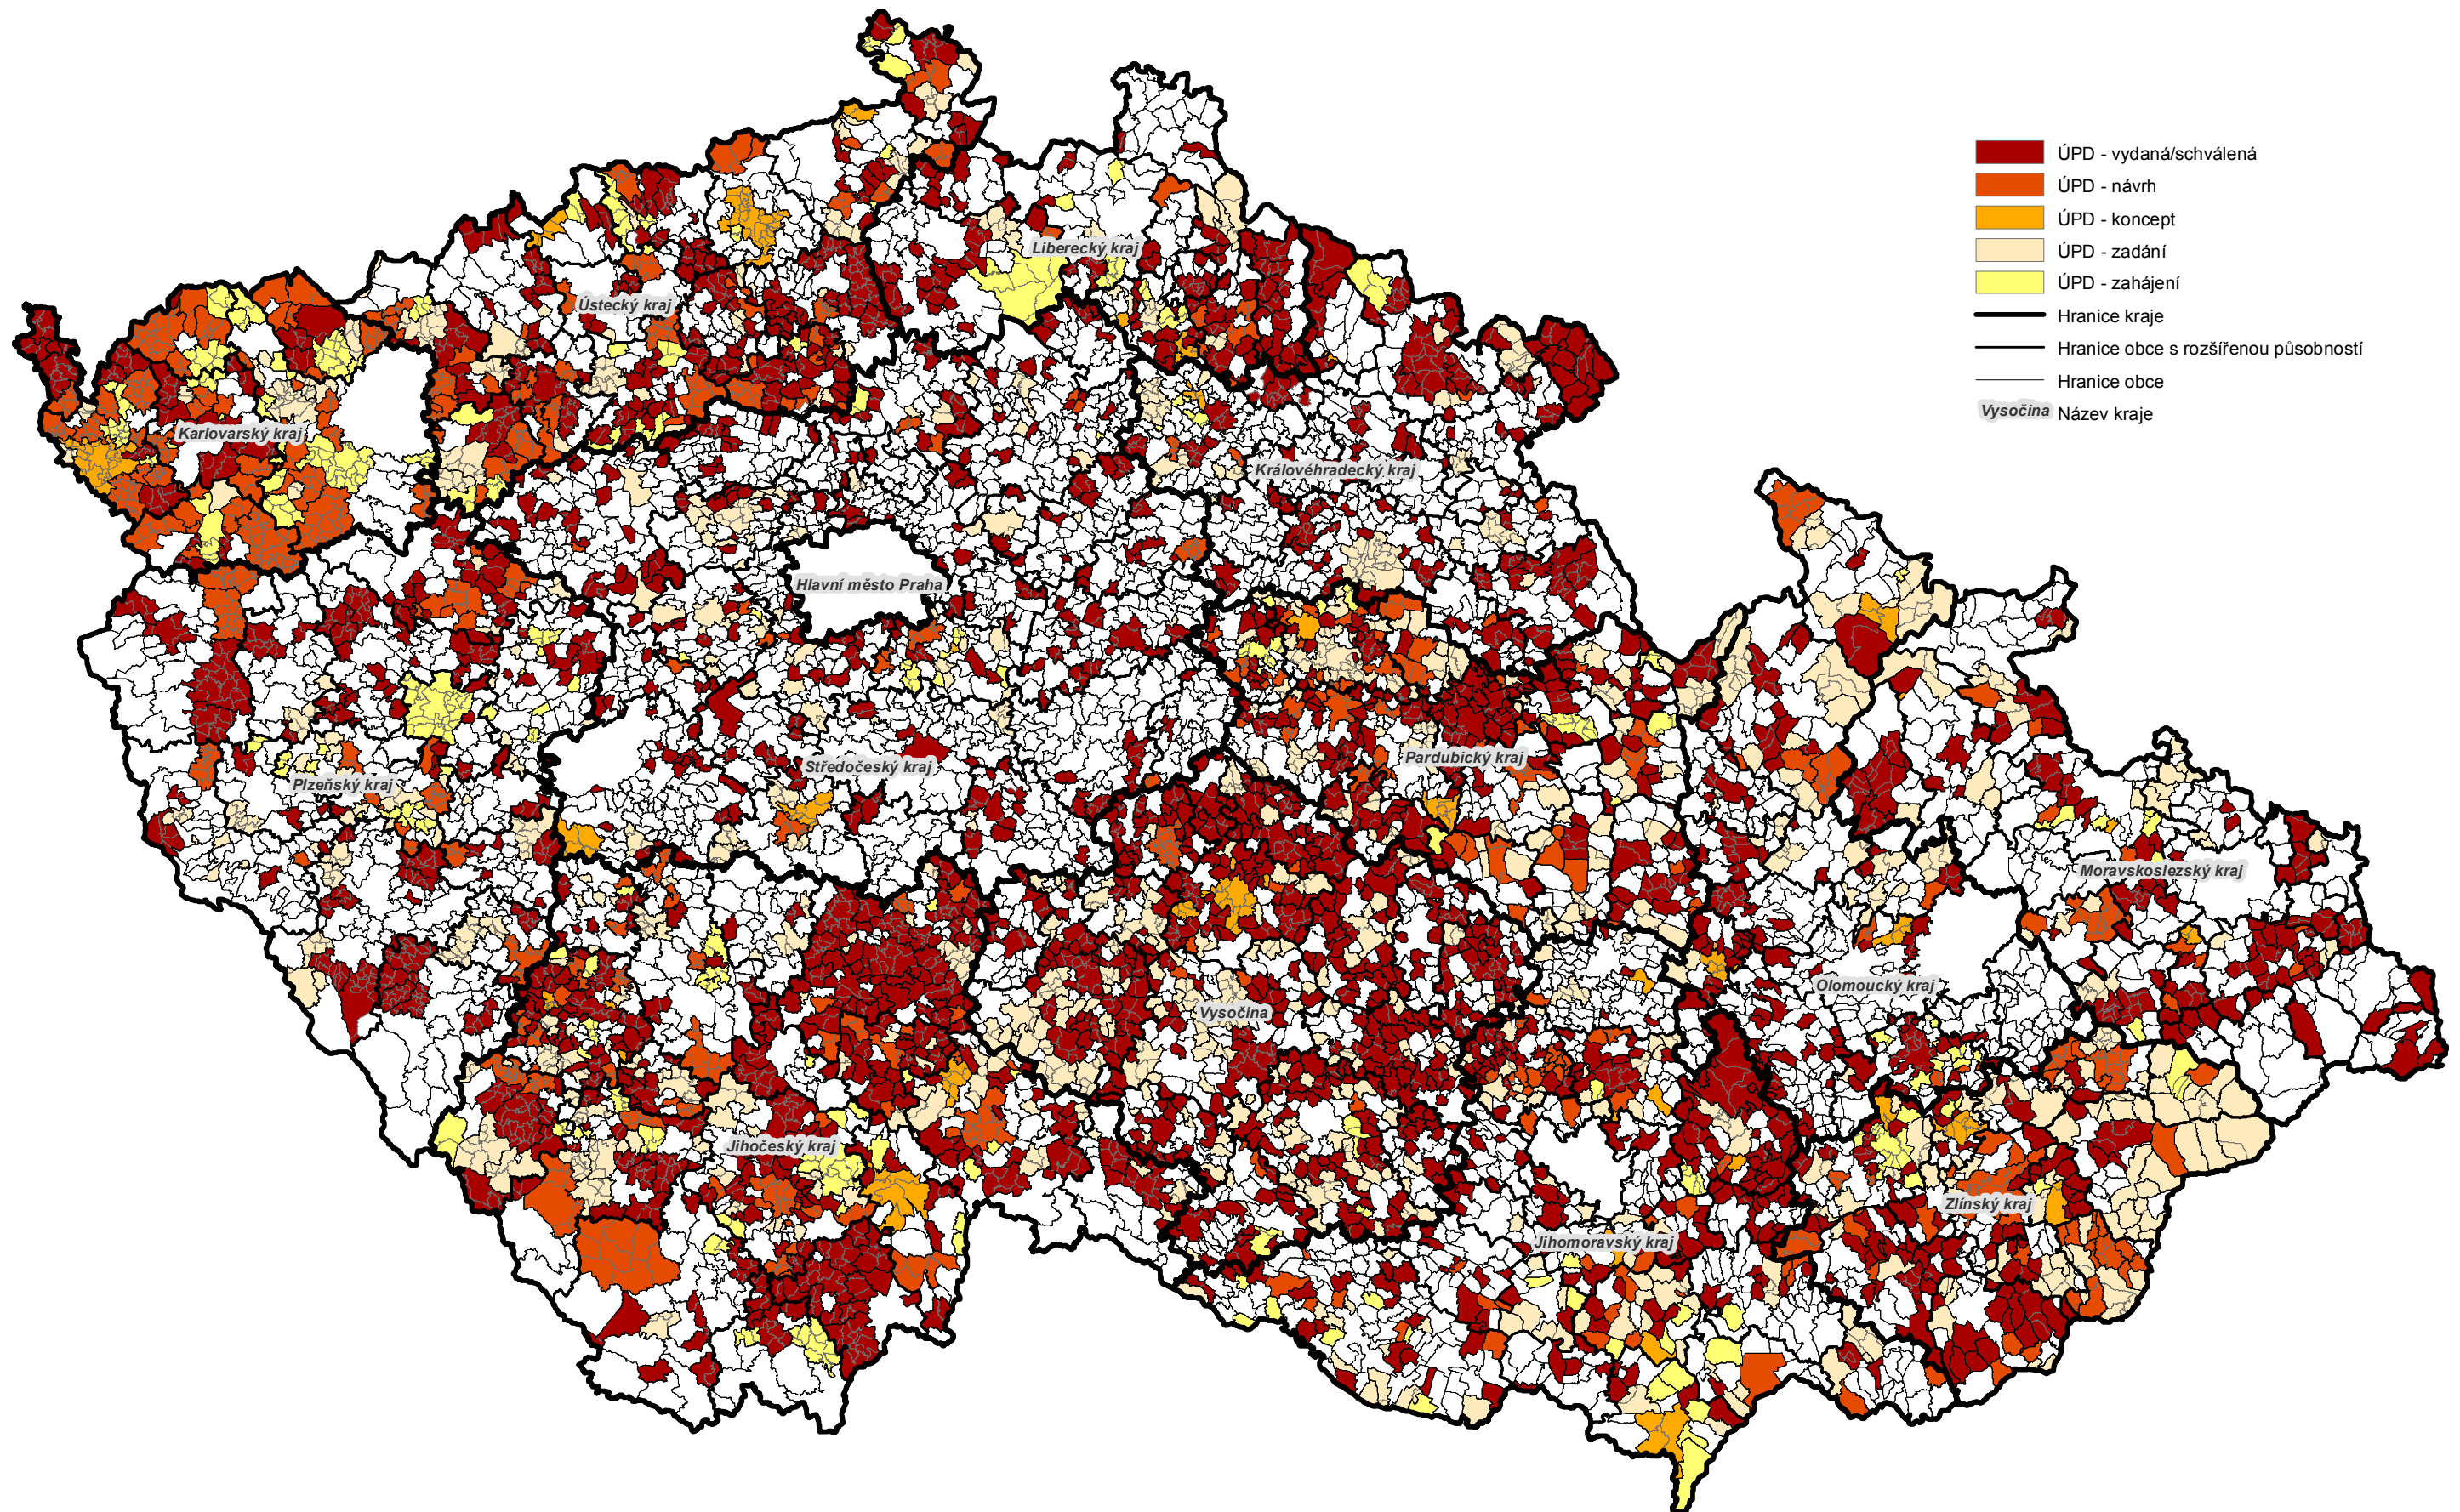 ÚPD - vydaná/schválená
ÚPD - návrh
ÚPD - koncept
ÚPD - zadání
ÚPD - zahájení
Hranice kraje
Hranice obce s rozšířenou působností
Hranice obce
Vysočina Název kraje
Liberecký kraj
Ústecký kraj
Karlovarský kraj
Královéhradecký kraj
Hlavní město Praha
Pardubický kraj
Středočeský kraj
Plzeňský kraj
Moravskoslezský kraj
Olomoucký kraj
Vysočina
Jihočeský kraj
Zlínský kraj
Jihomoravský kraj